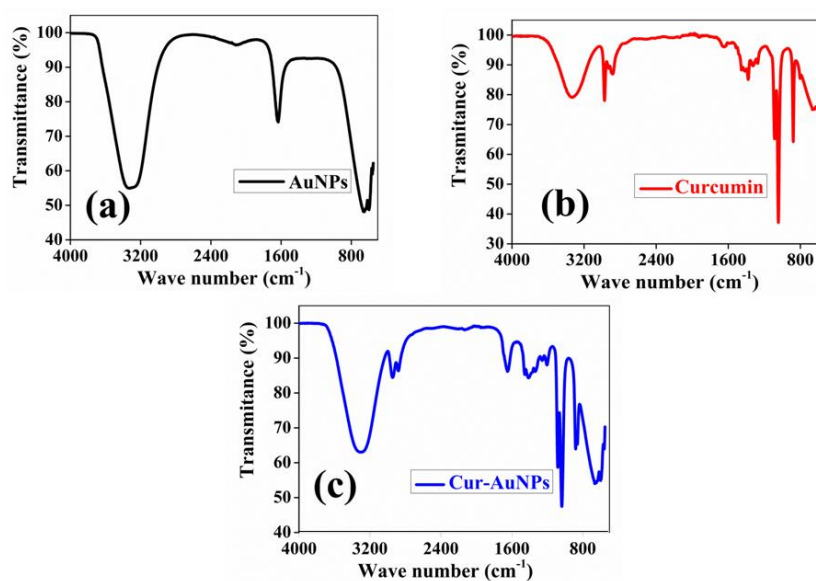 100
90
80
70
60
50
40
4000 3200 2400 1600 800
Transmittance (%)
Wave number (cm-1)
AuNPs
(a)
100
90
80
70
60
50
40
30
4000 3200 2400 1600 800
Trasmitance (%)
Wave number (cm-1)
Curcumin
(b)
100
90
80
70
60
50
40
4000 3200 2400 1600 800
Transmitance (%)
Wave number (cm-1)
Cur-AuNPs
(c)